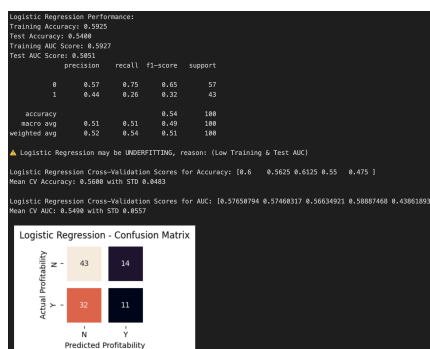 Logistic Regression Performance:
Training Accuracy: 0.5925
Test Accuracy: 0.5400
Training AUC Score: 0.5927
Test AUC Score: 0.5051
precision recall f1-score support
0 0.57 0.75 0.65 57
1 0.44 0.26 0.32 43
accuracy 0.54 100
macro avg 0.51 0.51 0.49 100
weighted avg 0.52 0.54 0.51 100
⚠ Logistic Regression may be UNDERFITTING, reason: (Low Training & Test AUC)
Logistic Regression Cross-Validation Scores for Accuracy: [0.6 0.5625 0.6125 0.55 0.475 ]
Mean CV Accuracy: 0.5600 with STD 0.0483
Logistic Regression Cross-Validation Scores for AUC: [0.57650794 0.57460317 0.56634921 0.58887468 0.43861893
Mean CV AUC: 0.5490 with STD 0.0557
Logistic Regression - Confusion Matrix
Actual Profitability
N
43 14
Y
32 11
N Y
Predicted Profitability